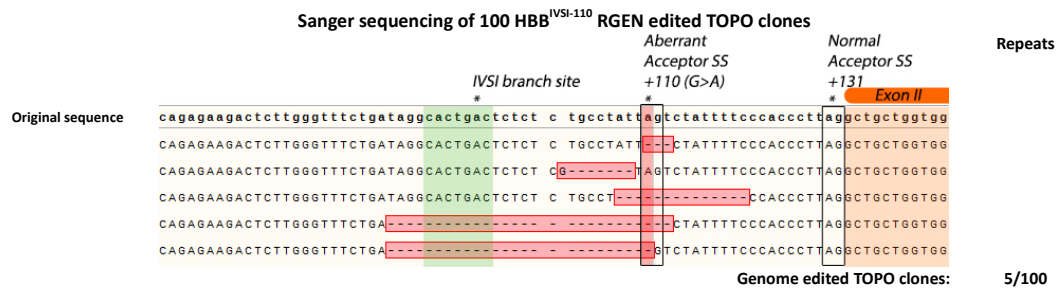 Sanger sequencing of 100 HBB^IVSI-110 RGEN edited TOPO clones
Aberrant
Acceptor SS
+110 (G>A)
*
Normal
Acceptor SS
+131
*
Repeats
IVSI branch site
*
Exon II
Original sequence
cagagaagactcttgggtttctgataggcactgactctct c tgcctattagtctattttcccacccttaggctgctggtgg
CAGAGAAGACTCTTGGGTTTCTGATAGGCACTGACTCTCT C TGCCTATT---CTATTTTCCCACCCTTAGGCTGCTGGTGG
CAGAGAAGACTCTTGGGTTTCTGATAGGCACTGACTCTCT CG-------TAGTCTATTTTCCCACCCTTAGGCTGCTGGTGG
CAGAGAAGACTCTTGGGTTTCTGATAGGCACTGACTCTCT C TGCCT--------------CCACCCTTAGGCTGCTGGTGG
CAGAGAAGACTCTTGGGTTTCTGA---------------- - -----------CTATTTTCCCACCCTTAGGCTGCTGGTGG
CAGAGAAGACTCTTGGGTTTCTGA---------------- - ---------GTCTATTTTCCCACCCTTAGGCTGCTGGTGG
Genome edited TOPO clones: 5/100